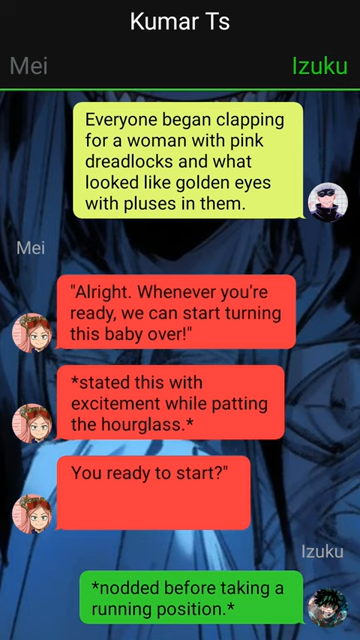 Kumar Ts
Mei
Izuku
Everyone began clapping
for a woman with pink
dreadlocks and what
looked like golden eyes
with pluses in them.
Mei
"Alright. Whenever you're
ready, we can start turning
this baby over!"
*stated this with
excitement while patting
the hourglass.*
You ready to start?"
Izuku
*nodded before taking a
running position.*